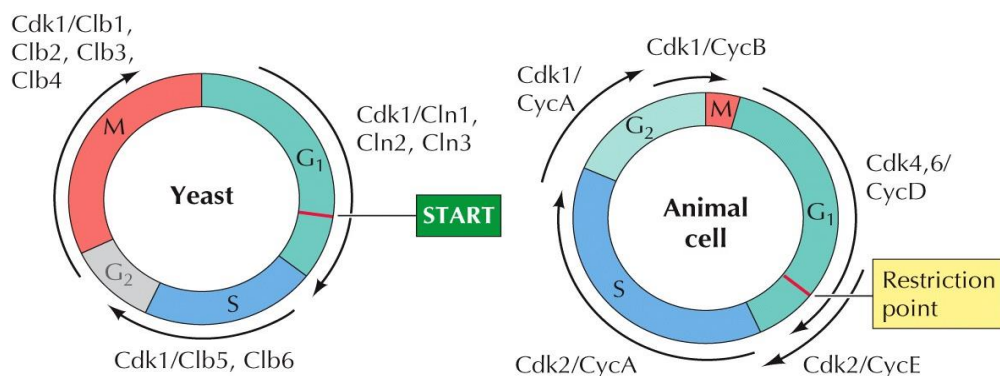 Cdk1/Clb1,
Clb2, Clb3,
Clb4
M
Yeast
G₁
Cdk1/Cln1,
Cln2, Cln3
START
G₂
S
Cdk1/Clb5, Clb6
Cdk1/CycB
Cdk1/
CycA
M
G₂
Cdk4,6/
CycD
G₁
Animal
cell
S
Restriction
point
Cdk2/CycA
Cdk2/CycE